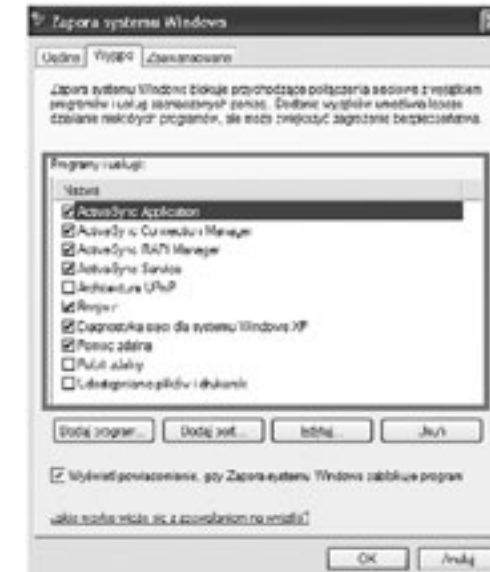 Zapora systemu Windows
Ogólne Wyjątki Zaawansowane
Zapora systemu Windows blokuje przychodzące połączenia sieciowe z wyjątkiem
programów i usług zaznaczonych poniżej. Dodanie wyjątków umożliwia lepsze
działanie niektórych programów, ale może zwiększyć zagrożenie bezpieczeństwa.
Programy i usługi:
Nazwa
ActiveSync Application
ActiveSync Connection Manager
ActiveSync RAPI Manager
ActiveSync Service
Architektura UPnP
Bonjour
Diagnostyka sieci dla systemu Windows XP
Pomoc zdalna
Pulpit zdalny
Udostępnianie plików i drukarek
Dodaj program... Dodaj port... Edytuj... Usuń
Wyświetl powiadomienie, gdy Zapora systemu Windows zablokuje program
Jakie ryzyko wiąże się z zezwalaniem na wyjątki?
OK Anuluj